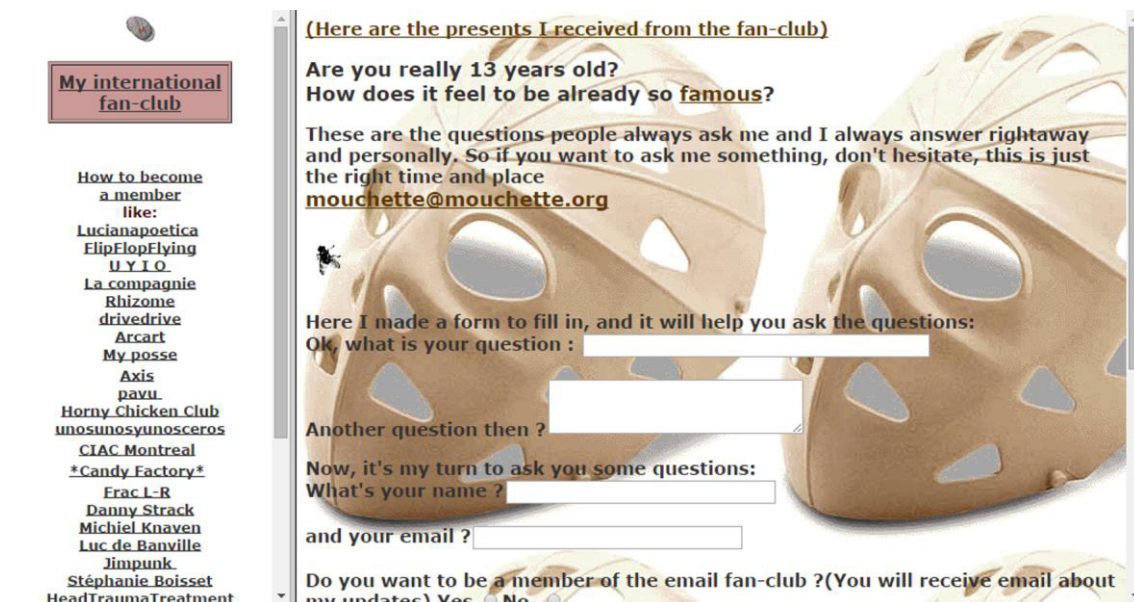 My international
fan-club
How to become
a member
like:
Lucianapoetica
FlipFlopFlying
U Y I O
La compagnie
Rhizome
drivedrive
Arcart
My posse
Axis
pavu
Horny Chicken Club
unosunosyunosceros
CIAC Montreal
*Candy Factory*
Frac L-R
Danny Strack
Michiel Knaven
Luc de Banville
Jimpunk
Stéphanie Boisset
HeadTraumaTreatment
(Here are the presents I received from the fan-club)
Are you really 13 years old?
How does it feel to be already so famous?
These are the questions people always ask me and I always answer rightaway
and personally. So if you want to ask me something, don't hesitate, this is just
the right time and place
mouchette@mouchette.org
Here I made a form to fill in, and it will help you ask the questions:
Ok, what is your question :
Another question then ?
Now, it's my turn to ask you some questions:
What's your name ?
and your email ?
Do you want to be a member of the email fan-club ?(You will receive email about
my updates) Yes No